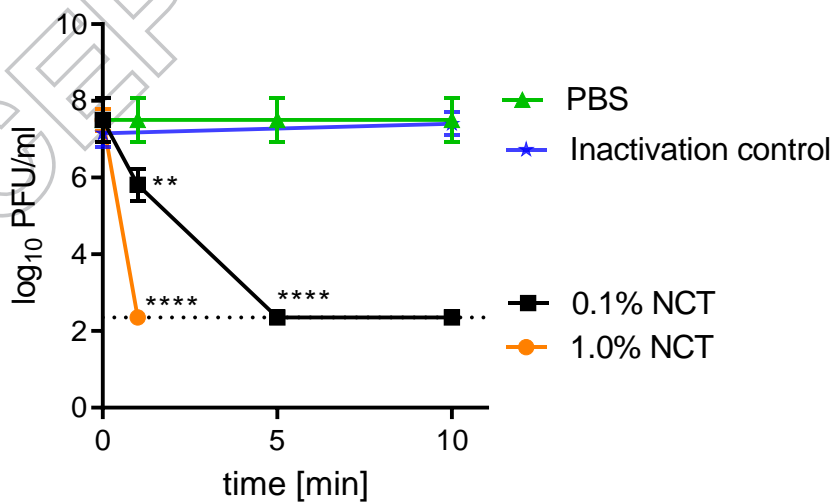 10
8
6
4
2
0
log₁₀ PFU/ml
0 5 10
time [min]
**
****
****
PBS
Inactivation control
0.1% NCT
1.0% NCT